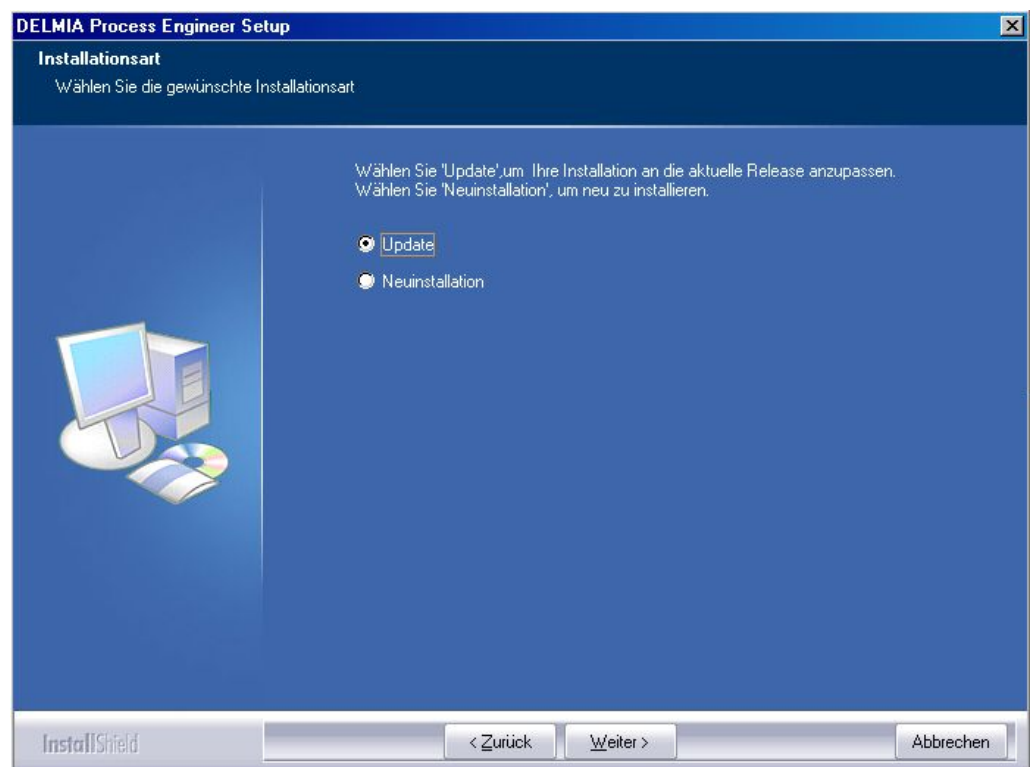 DELMIA Process Engineer Setup
Installationsart
Wählen Sie die gewünschte Installationsart
Wählen Sie 'Update',um Ihre Installation an die aktuelle Release anzupassen.
Wählen Sie 'Neuinstallation', um neu zu installieren.
Update
Neuinstallation
InstallShield
< Zurück
Weiter >
Abbrechen